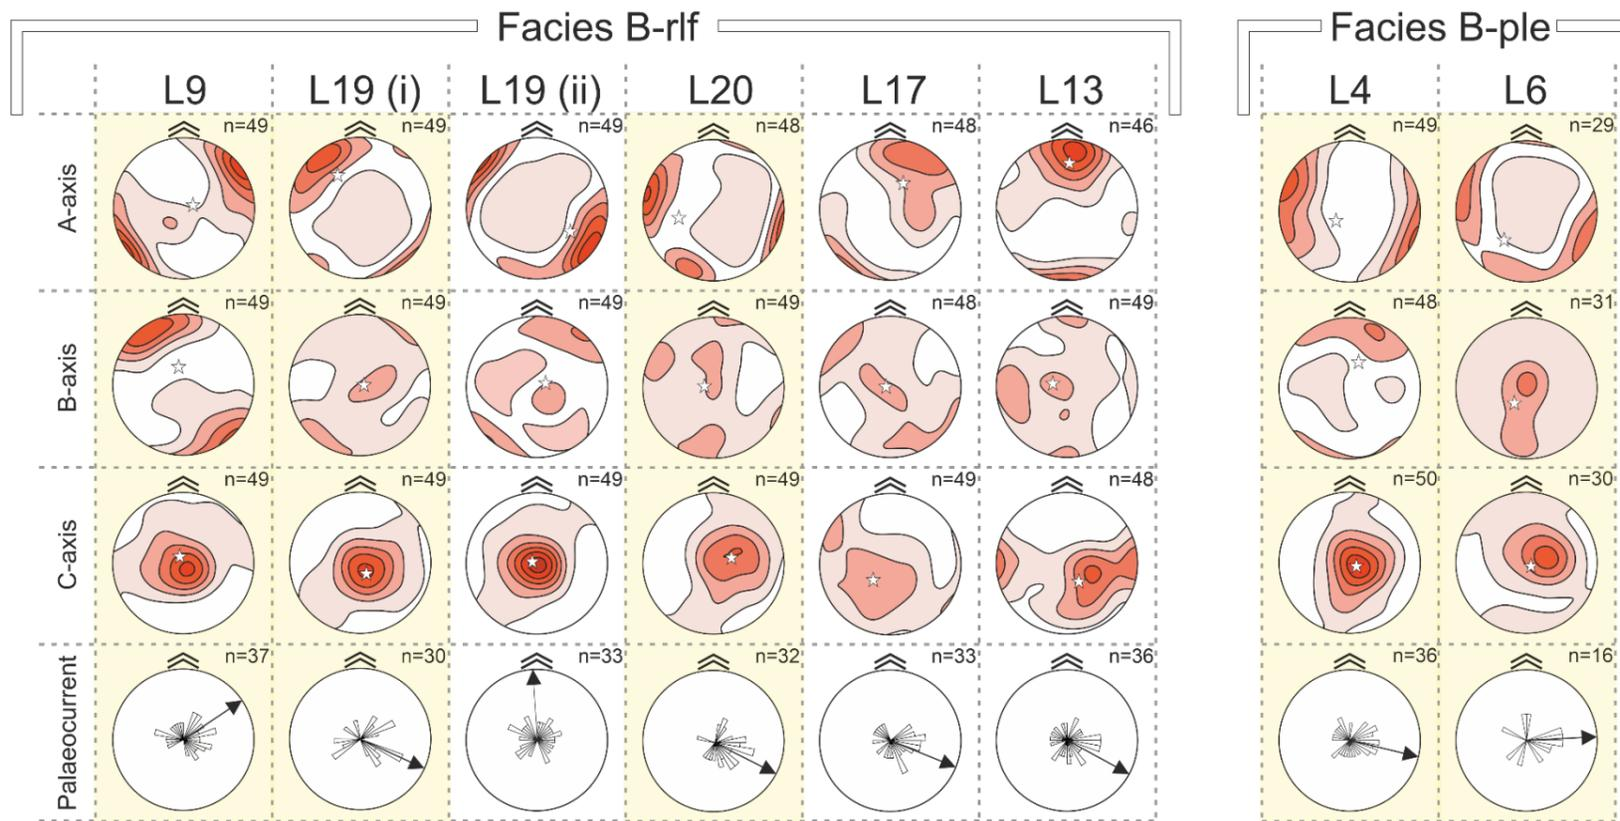 Facies B-rlf
Facies B-ple
L9 L19 (i) L19 (ii) L20 L17 L13 L4 L6
A-axis
n=49 n=49 n=49 n=48 n=48 n=46 n=49 n=29
B-axis
n=49 n=49 n=49 n=49 n=48 n=49 n=48 n=31
C-axis
n=49 n=49 n=49 n=49 n=49 n=48 n=50 n=30
Palaeocurrent
n=37 n=30 n=33 n=32 n=33 n=36 n=36 n=16